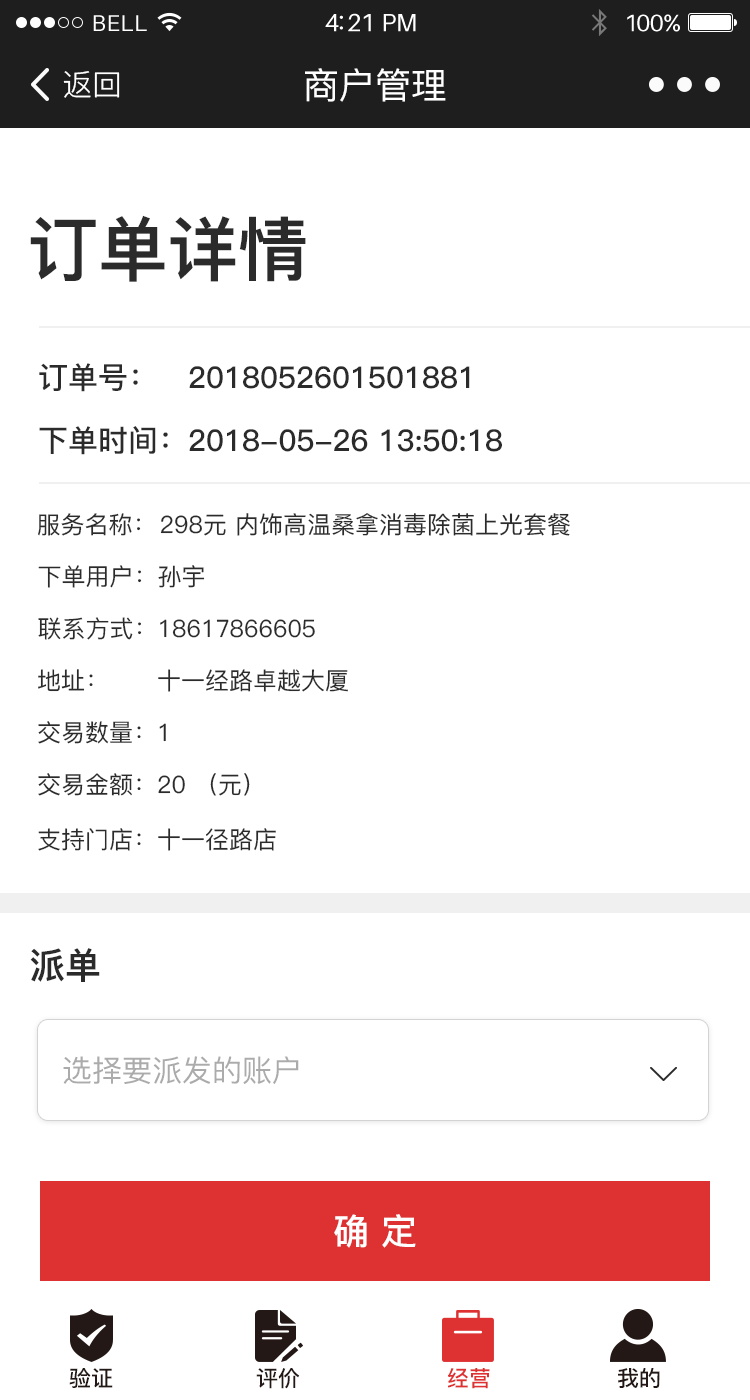 BELL 4:21 PM 100%
返回 商户管理
订单详情
订单号: 2018052601501881
下单时间: 2018-05-26 13:50:18
服务名称: 298元 内饰高温桑拿消毒除菌上光套餐
下单用户: 孙宇
联系方式: 18617866605
地址: 十一经路卓越大厦
交易数量: 1
交易金额: 20 （元）
支持门店: 十一径路店
派单
选择要派发的账户
确 定
验证 评价 经营 我的